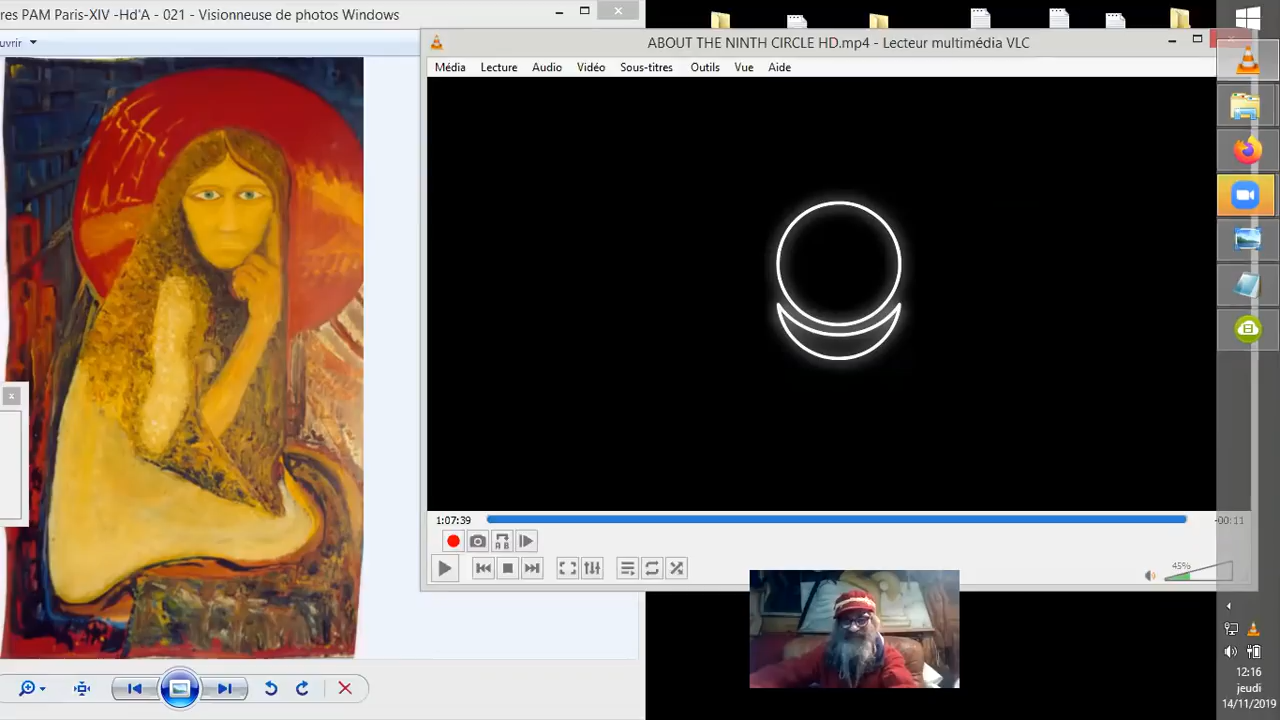 res PAM Paris-XIV -Hd'A - 021 - Visionneuse de photos Windows
uvrir
ABOUT THE NINTH CIRCLE HD.mp4 - Lecteur multimédia VLC
Média Lecture Audio Vidéo Sous-titres Outils Vue Aide
1:07:39
-00:11
45%
12:16
jeudi
14/11/2019